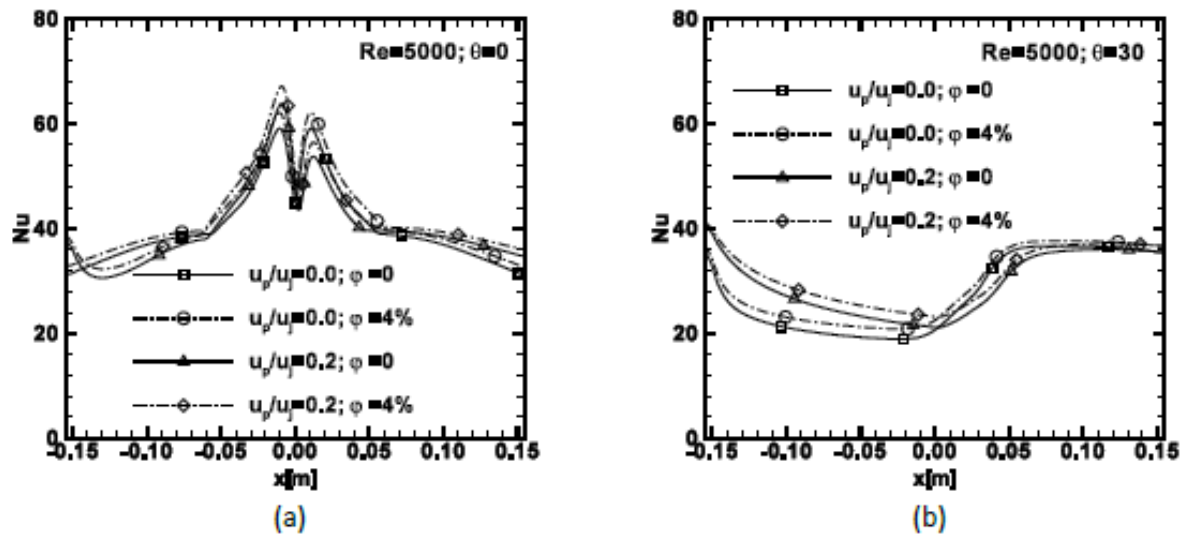 80
Re=5000; θ=0
60
Nu
40
20
0
u_p/u_j=0.0; φ=0
u_p/u_j=0.0; φ=4%
u_p/u_j=0.2; φ=0
u_p/u_j=0.2; φ=4%
-0.15 -0.10 -0.05 0.00 0.05 0.10 0.15
x[m]
(a)
80
Re=5000; θ=30
u_p/u_j=0.0; φ=0
u_p/u_j=0.0; φ=4%
u_p/u_j=0.2; φ=0
u_p/u_j=0.2; φ=4%
60
Nu
40
20
0
-0.15 -0.10 -0.05 0.00 0.05 0.10 0.15
x[m]
(b)